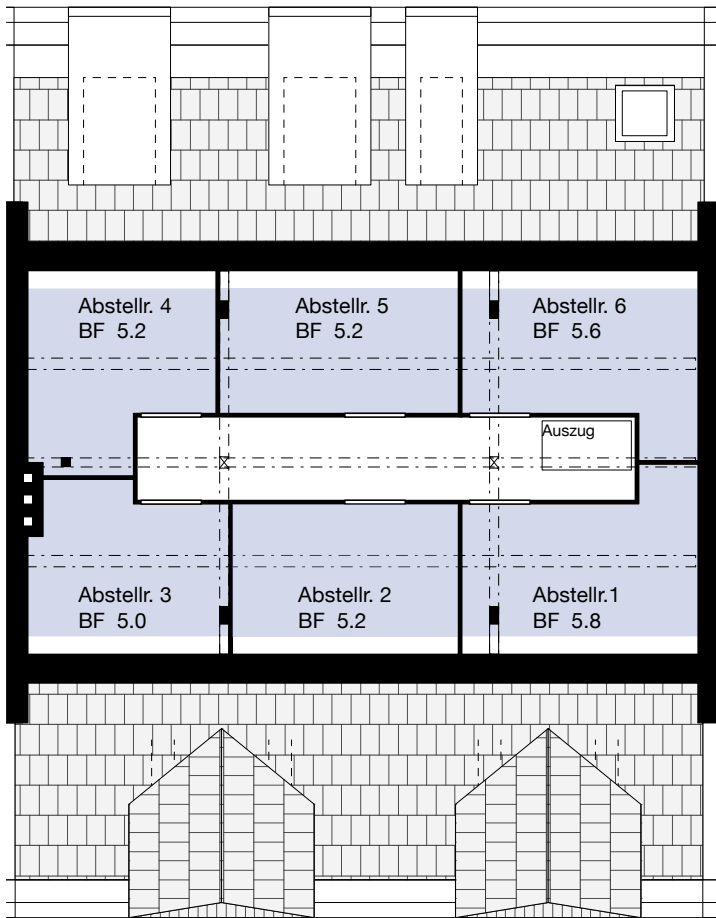 Abstellr. 4
BF 5.2
Abstellr. 5
BF 5.2
Abstellr. 6
BF 5.6
Auszug
Abstellr. 3
BF 5.0
Abstellr. 2
BF 5.2
Abstellr.1
BF 5.8